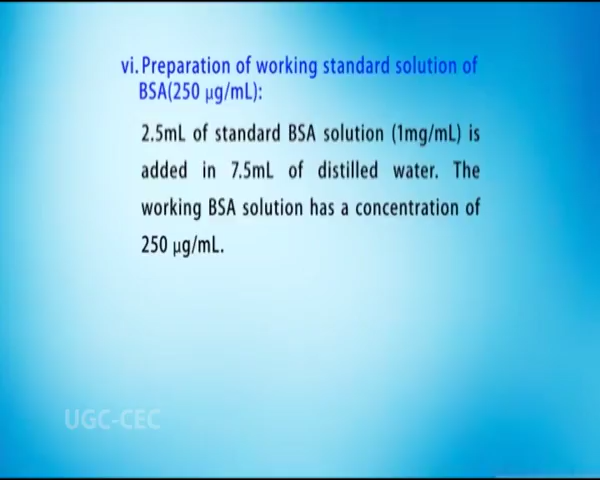 vi. Preparation of working standard solution of
BSA(250 µg/mL):
2.5mL of standard BSA solution (1mg/mL) is
added in 7.5mL of distilled water. The
working BSA solution has a concentration of
250 µg/mL.
UGC-CEC